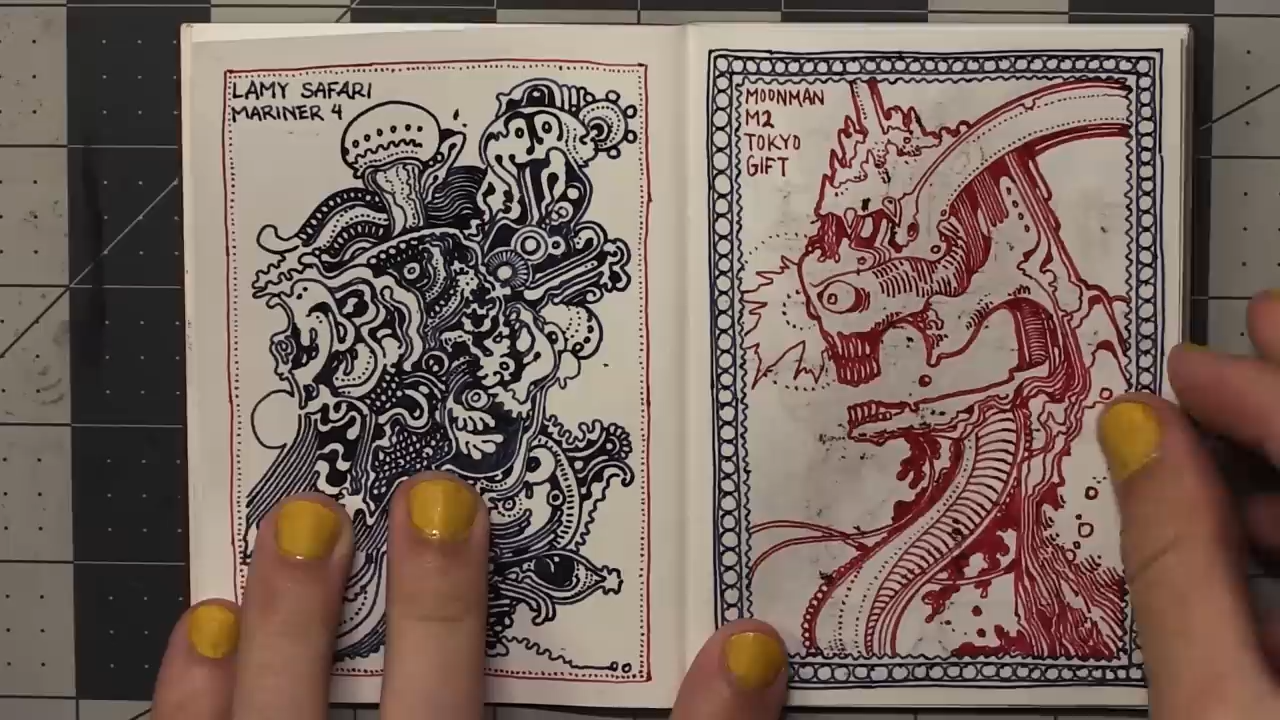 LAMY SAFARI
MARINER 4
MOONMAN
M2
TOKYO
GIFT